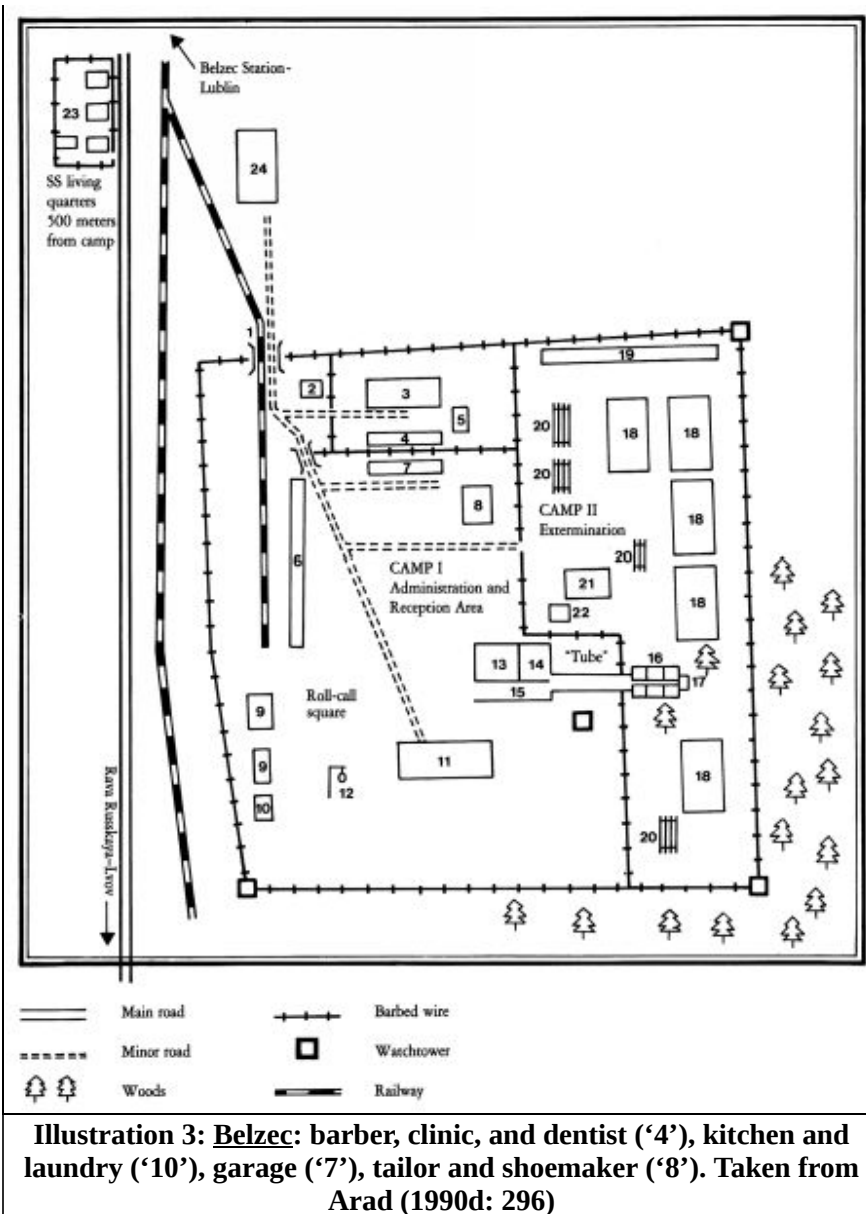 Belzec Station-
Lublin
23
SS living
quarters
500 meters
from camp
24
1
2
3
19
5
4
20
18
18
7
20
8
CAMP II
Extermination
18
6
CAMP I
Administration and
Reception Area
20
21
18
22
13
14
"Tube"
16
17
15
Roll-call
square
9
9
11
18
12
10
20
Rava Russkaya-Lvov
Main road
Barbed wire
Minor road
Watchtower
Woods
Railway
Illustration 3: Belzec: barber, clinic, and dentist (‘4’), kitchen and
laundry (‘10’), garage (‘7’), tailor and shoemaker (‘8’). Taken from
Arad (1990d: 296)